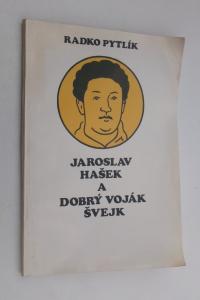 RADKO PYTLÍK
JAROSLAV
HAŠEK
A
DOBRÝ VOJÁK
ŠVEJK